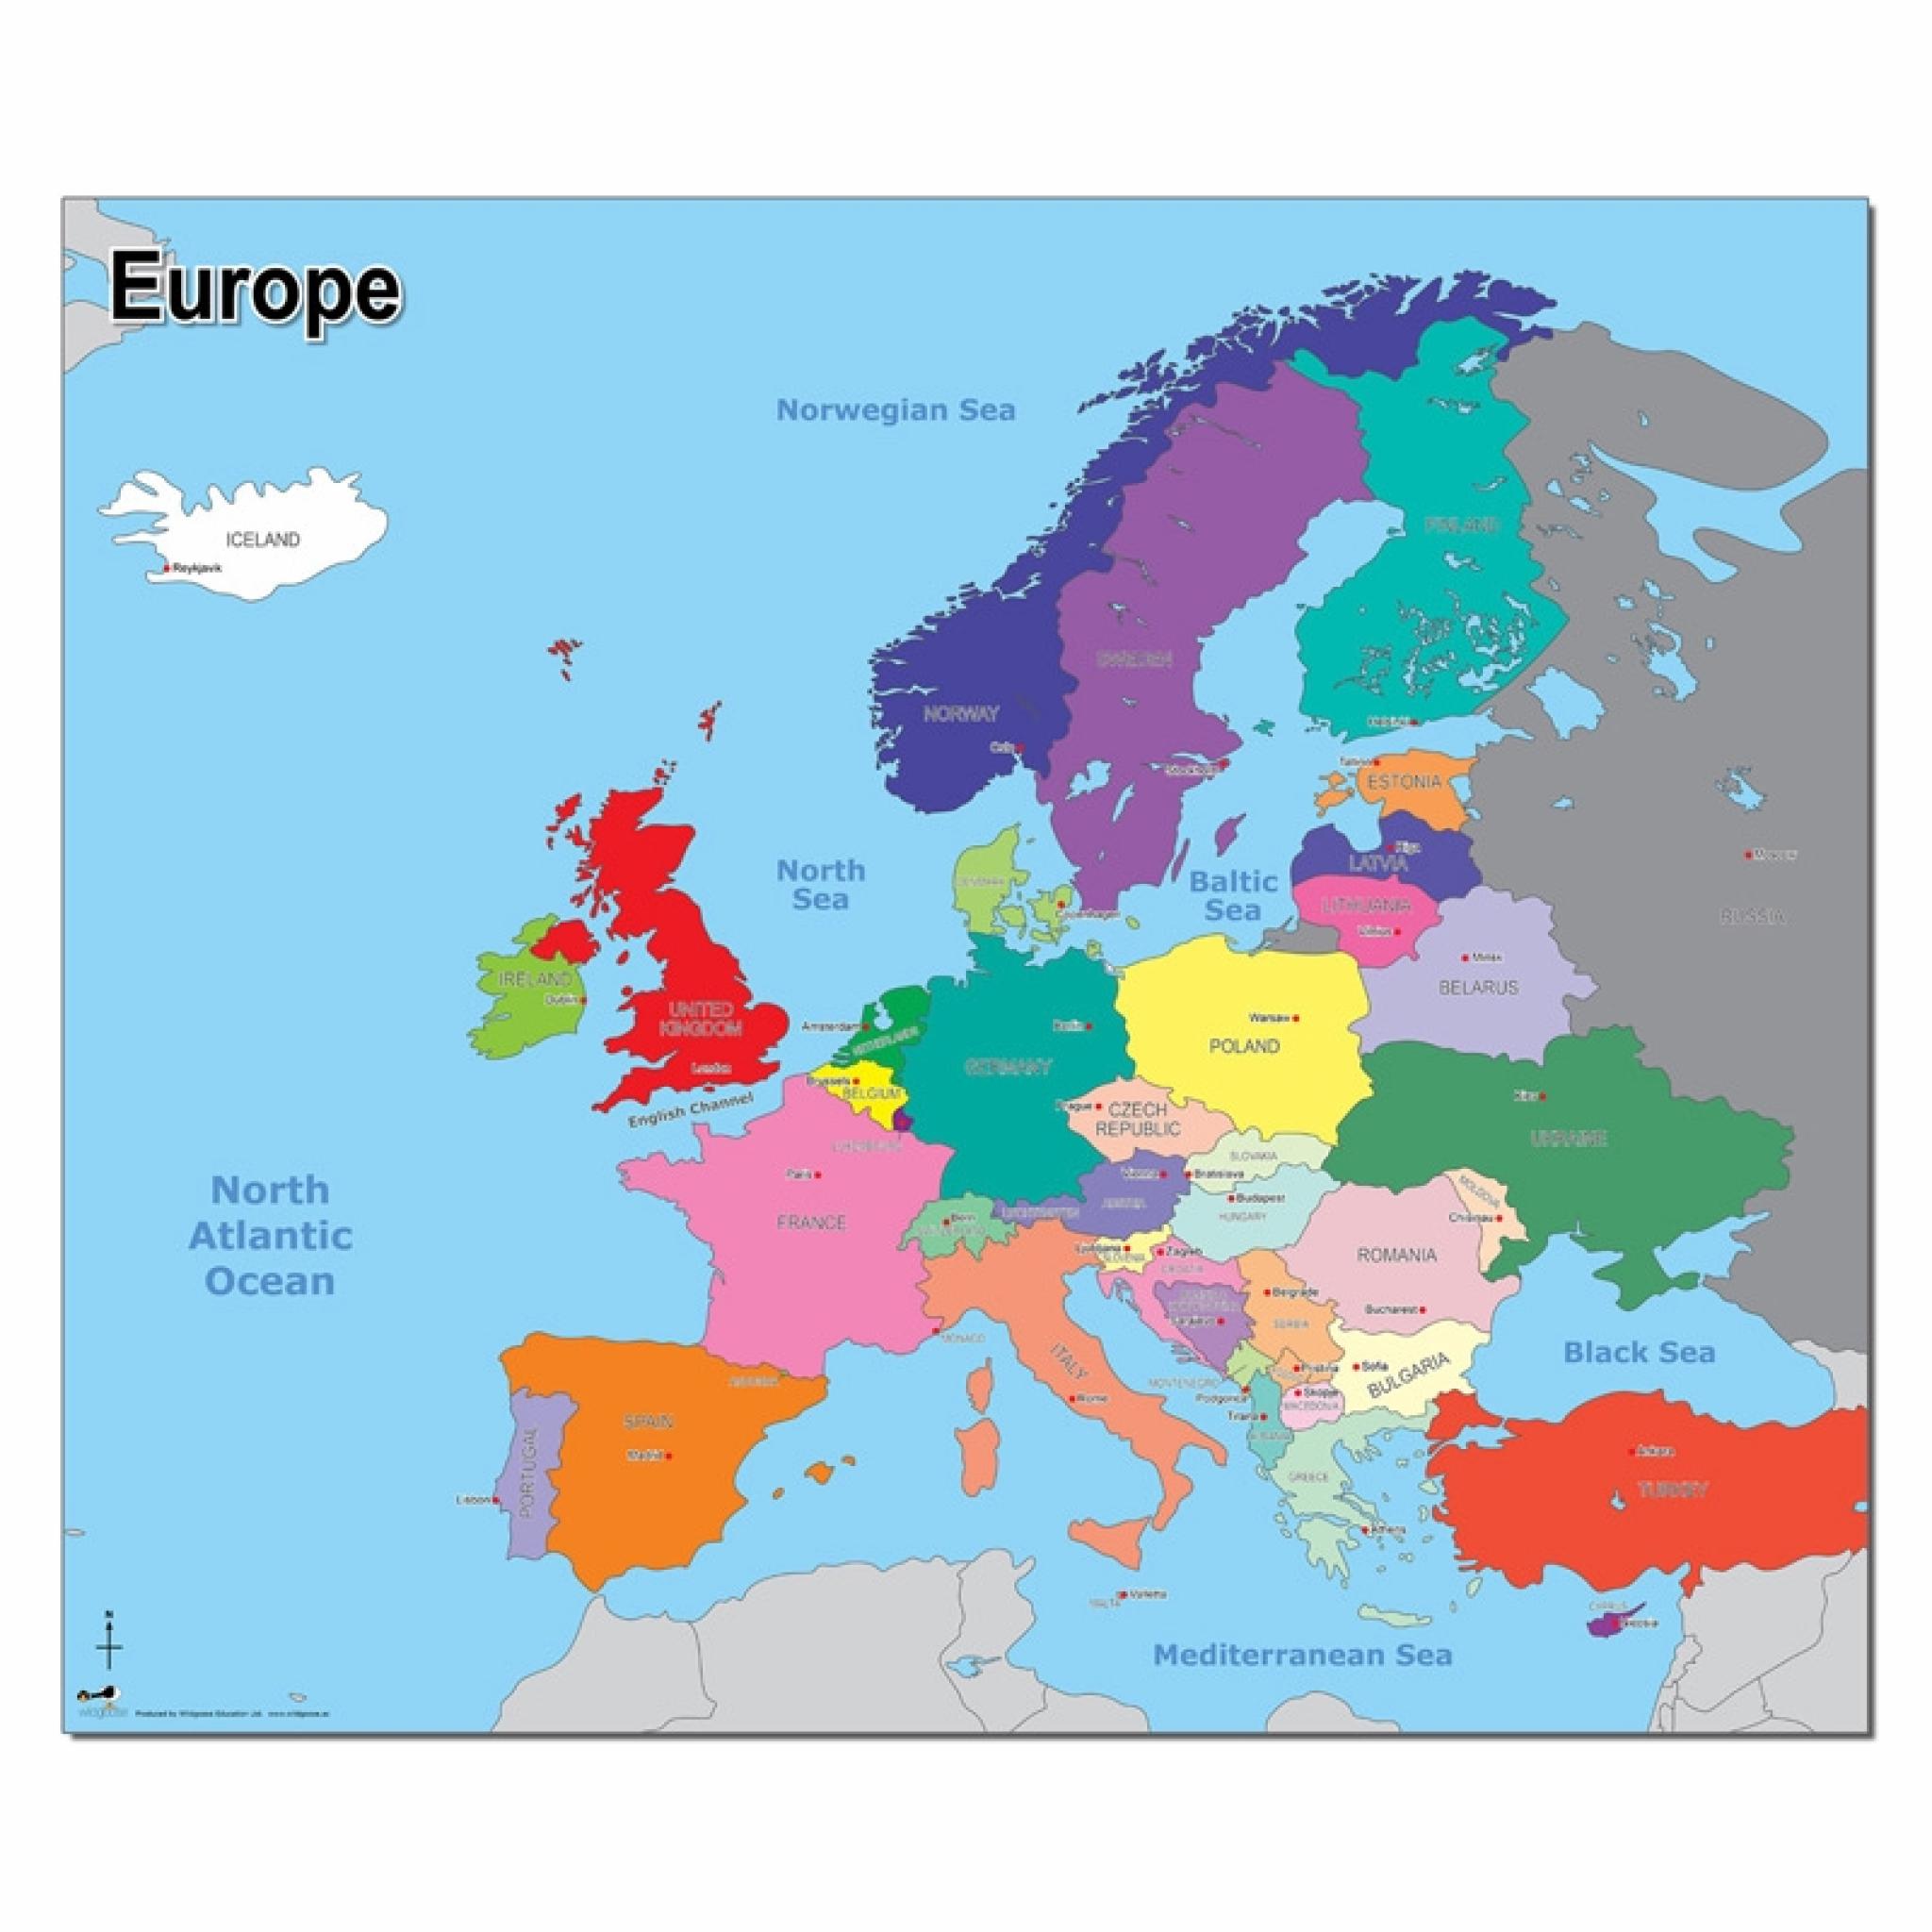 Europe
Norwegian Sea
ICELAND
Reykjavik
FINLAND
SWEDEN
NORWAY
Oslo
Helsinki
Stockholm
Tallinn
ESTONIA
North
Sea
Baltic
Sea
Riga
LATVIA
Moscow
DENMARK
Copenhagen
LITHUANIA
Vilnius
RUSSIA
IRELAND
Dublin
Minsk
BELARUS
UNITED
KINGDOM
London
Amsterdam
NETHERLANDS
Berlin
Warsaw
POLAND
GERMANY
Brussels
BELGIUM
English Channel
Prague
CZECH
REPUBLIC
Kiev
UKRAINE
LUXEMBOURG
SLOVAKIA
Paris
Vienna
Bratislava
North
Atlantic
Ocean
FRANCE
Bern
SWITZERLAND
LIECHTENSTEIN
AUSTRIA
Budapest
HUNGARY
MOLDOVA
Chisinau
Ljubljana
SLOVENIA
Zagreb
CROATIA
ROMANIA
Belgrade
Bucharest
BOSNIA
HERZEGOVINA
Sarajevo
SERBIA
MONACO
ITALY
Black Sea
ANDORRA
MONTENEGRO
Pristina
Sofia
BULGARIA
Podgorica
Skopje
MACEDONIA
Rome
SPAIN
Madrid
PORTUGAL
Lisbon
Tirana
ALBANIA
GREECE
Athens
Ankara
TURKEY
MALTA
Valletta
CYPRUS
Nicosia
Mediterranean Sea
N
wildgoose
Produced by Wildgoose Education Ltd.